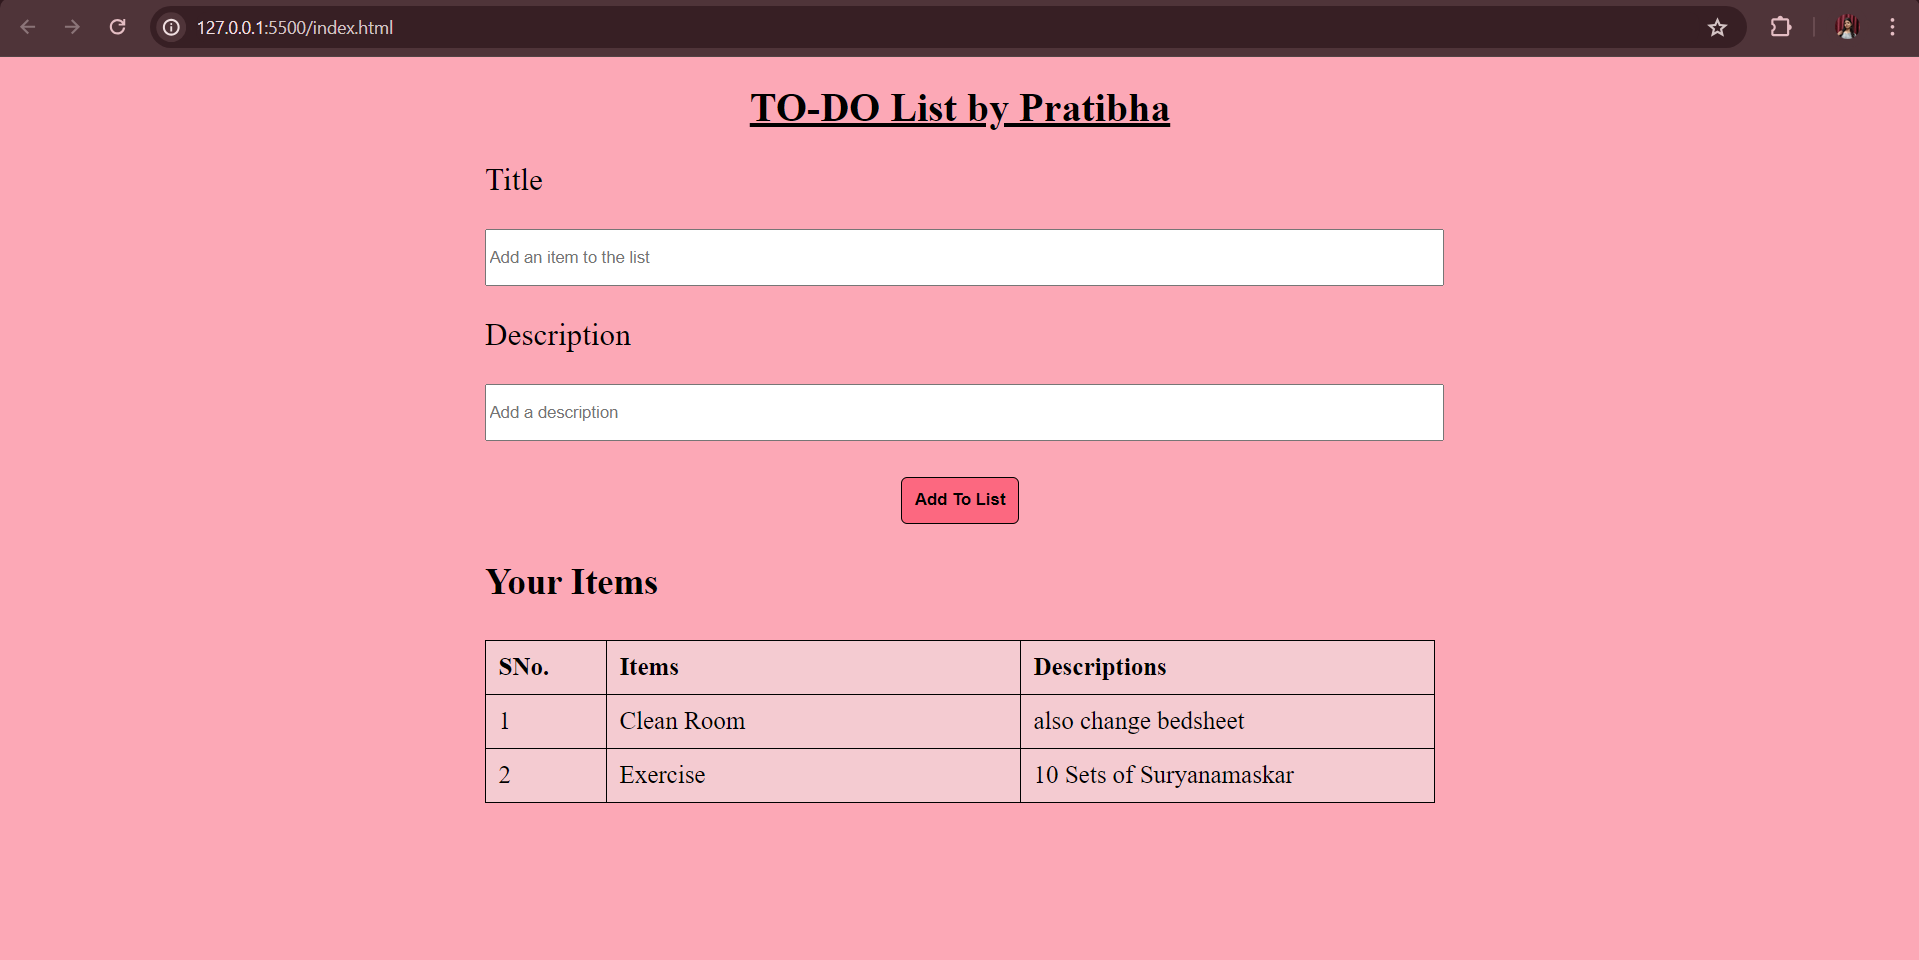 127.0.0.1:5500/index.html
TO-DO List by Pratibha
Title
Add an item to the list
Description
Add a description
Add To List
Your Items
SNo. Items Descriptions
1 Clean Room also change bedsheet
2 Exercise 10 Sets of Suryanamaskar